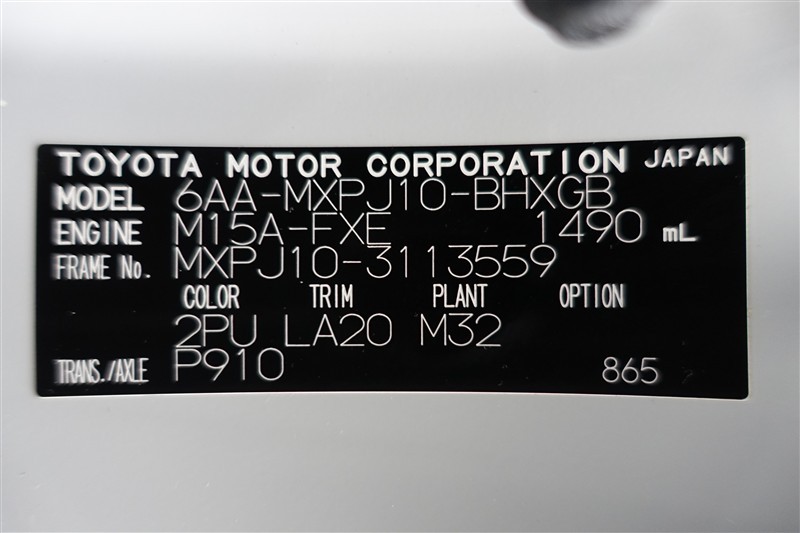 TOYOTA MOTOR CORPORATION JAPAN
MODEL 6AA-MXPJ10-BHXGB
ENGINE M15A-FXE 1490 mL
FRAME No. MXPJ10-3113559
COLOR TRIM PLANT OPTION
2PU LA20 M32
TRANS./AXLE P910 865